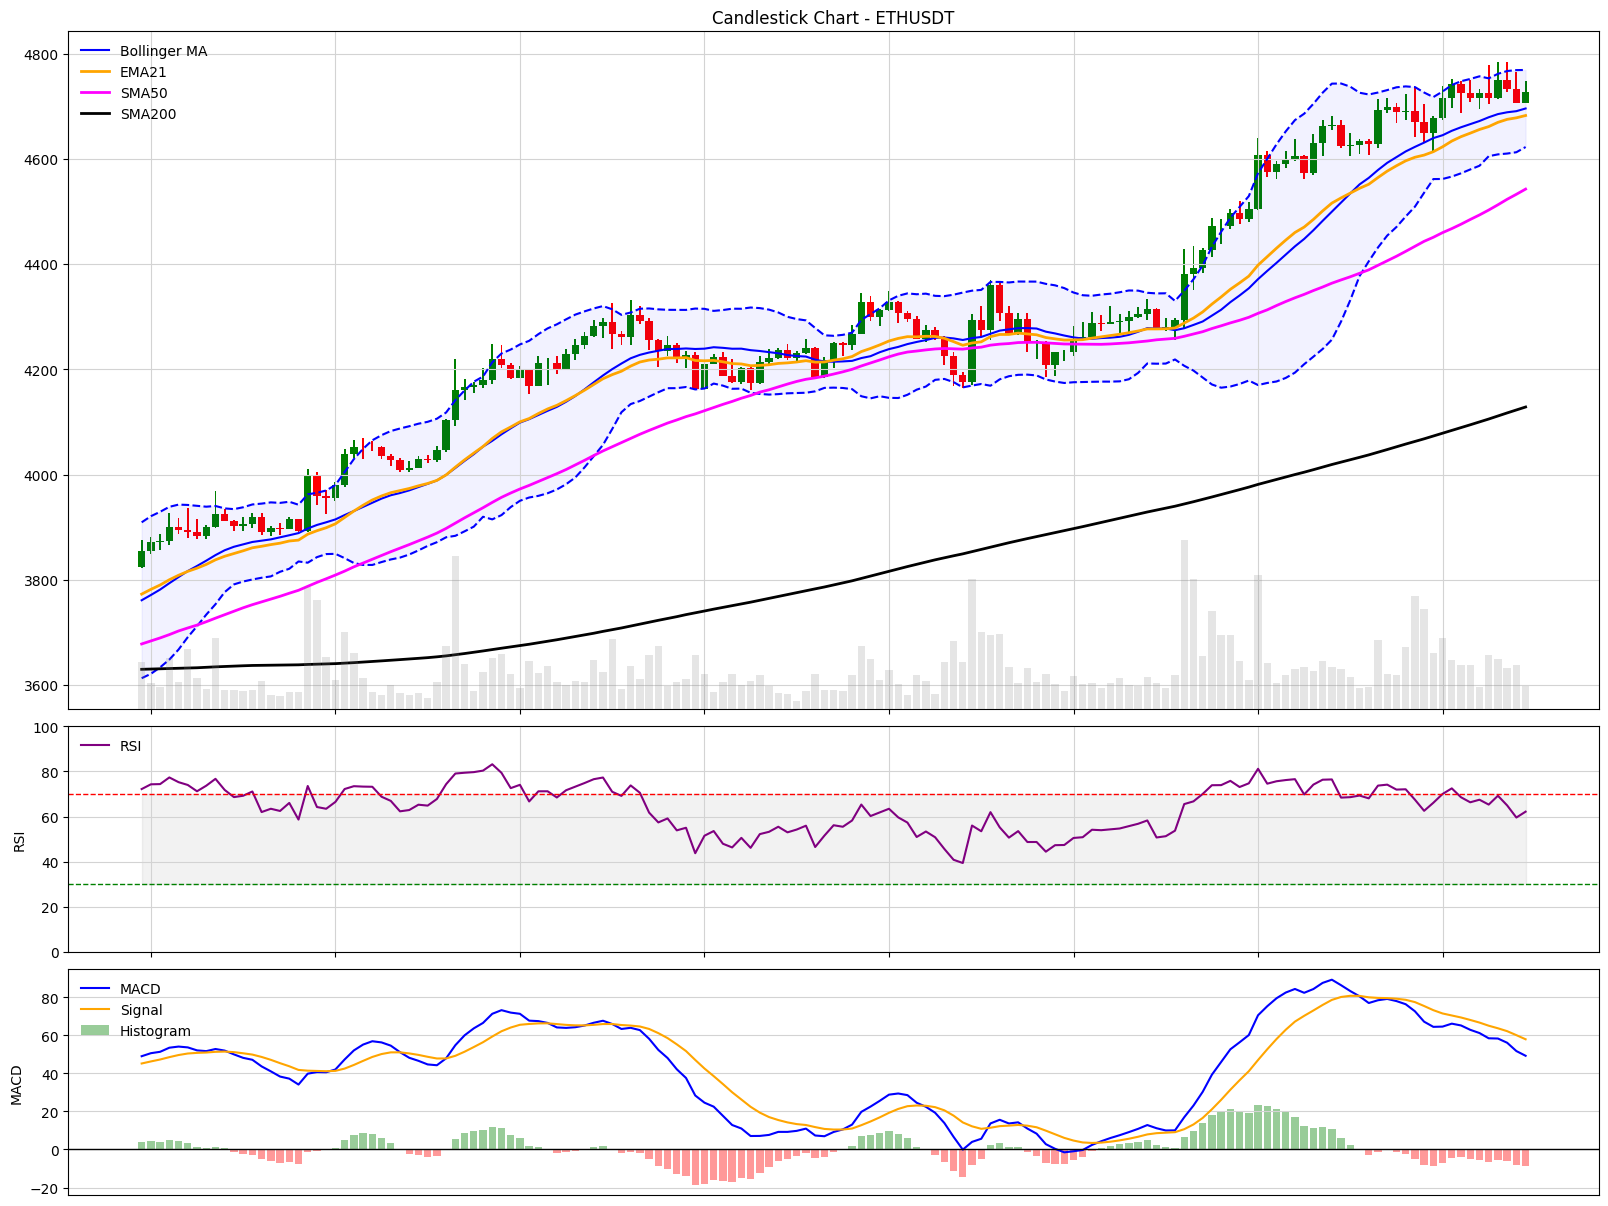 Candlestick Chart - ETHUSDT
Bollinger MA
EMA21
SMA50
SMA200
4800
4600
4400
4200
4000
3800
3600
RSI
100
80
60
40
20
0
RSI
MACD
Signal
Histogram
80
60
40
20
0
−20
MACD